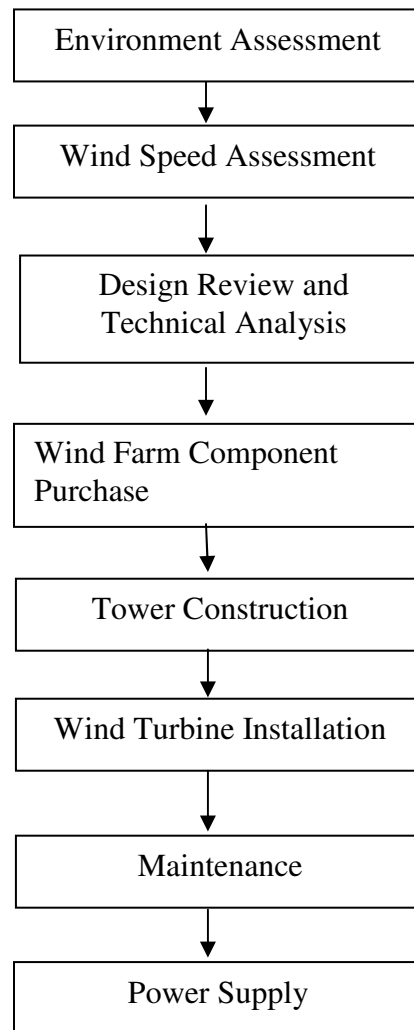 Environment Assessment
Wind Speed Assessment
Design Review and
Technical Analysis
Wind Farm Component
Purchase
Tower Construction
Wind Turbine Installation
Maintenance
Power Supply